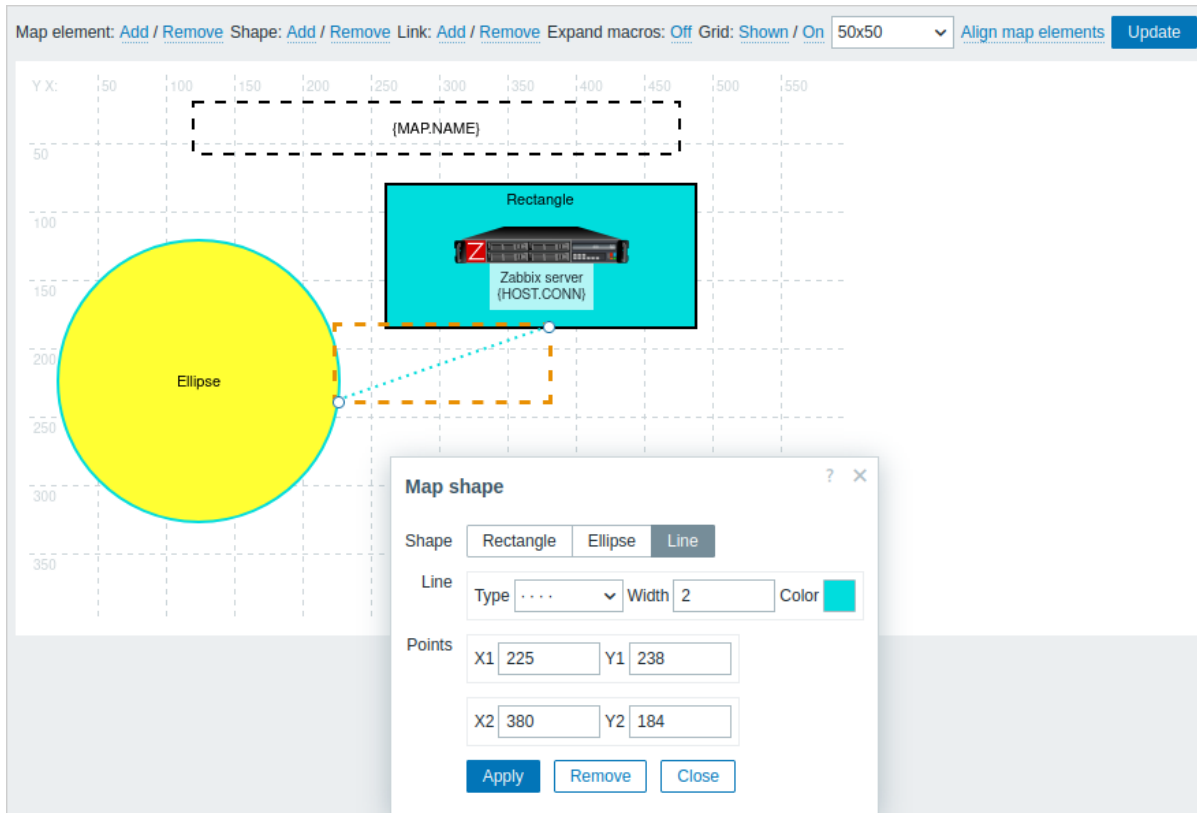 Map element: Add / Remove Shape: Add / Remove Link: Add / Remove Expand macros: Off Grid: Shown / On 50x50 Align map elements Update
Y X: 50 100 150 200 250 300 350 400 450 500 550
{MAP.NAME}
50
Rectangle
100
Z
Zabbix server
150
{HOST.CONN}
200
Ellipse
250
300
350
Map shape ?
Shape Rectangle Ellipse Line
Line Type Width 2 Color
Points X1 225 Y1 238
X2 380 Y2 184
Apply Remove Close